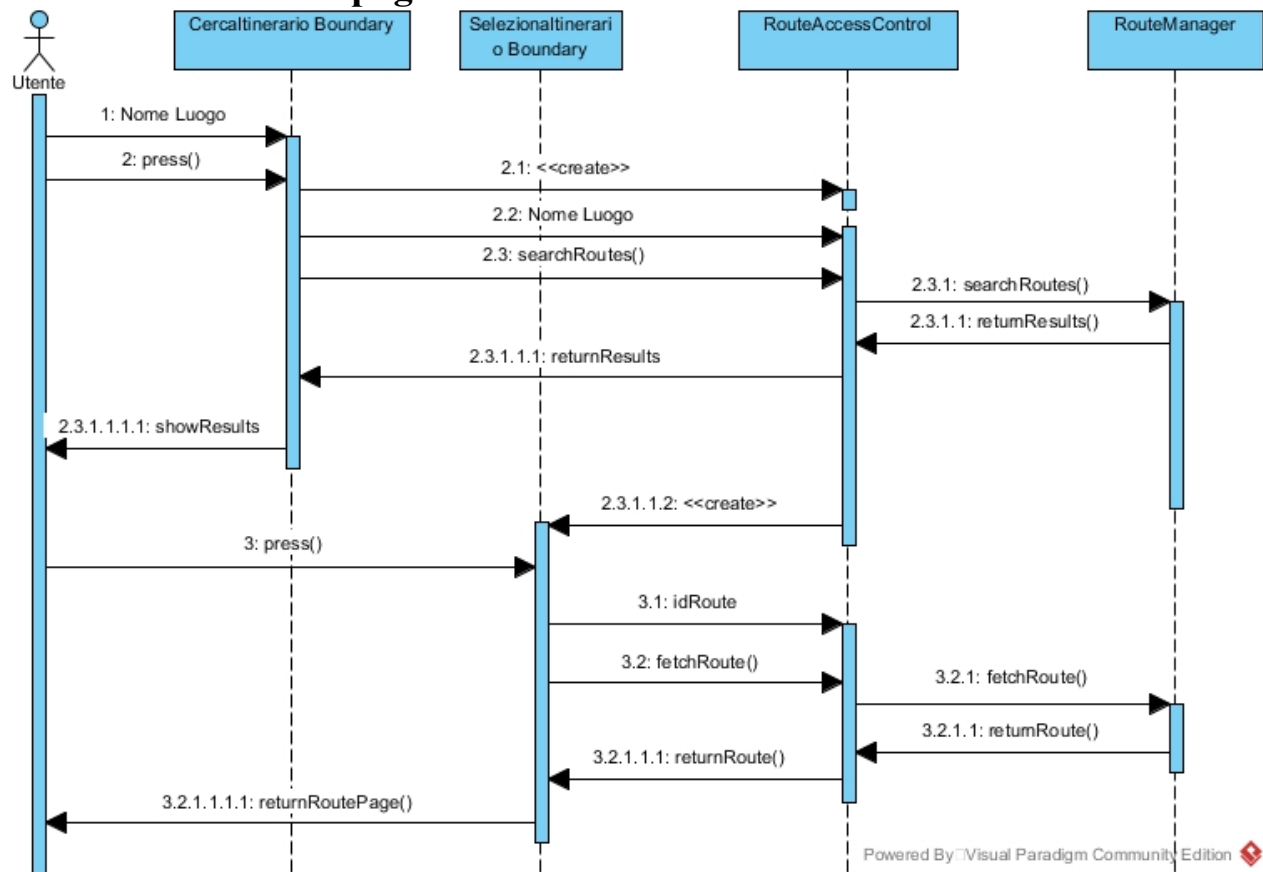 pag
Utente
CercaItinerario Boundary
SelezionaItinerari
o Boundary
RouteAccessControl
RouteManager
1: Nome Luogo
2: press()
2.1: <<create>>
2.2: Nome Luogo
2.3: searchRoutes()
2.3.1: searchRoutes()
2.3.1.1: returnResults()
2.3.1.1.1: returnResults
2.3.1.1.1.1: showResults
2.3.1.1.2: <<create>>
3: press()
3.1: idRoute
3.2: fetchRoute()
3.2.1: fetchRoute()
3.2.1.1: returnRoute()
3.2.1.1.1: returnRoute()
3.2.1.1.1.1: returnRoutePage()
Powered By Visual Paradigm Community Edition